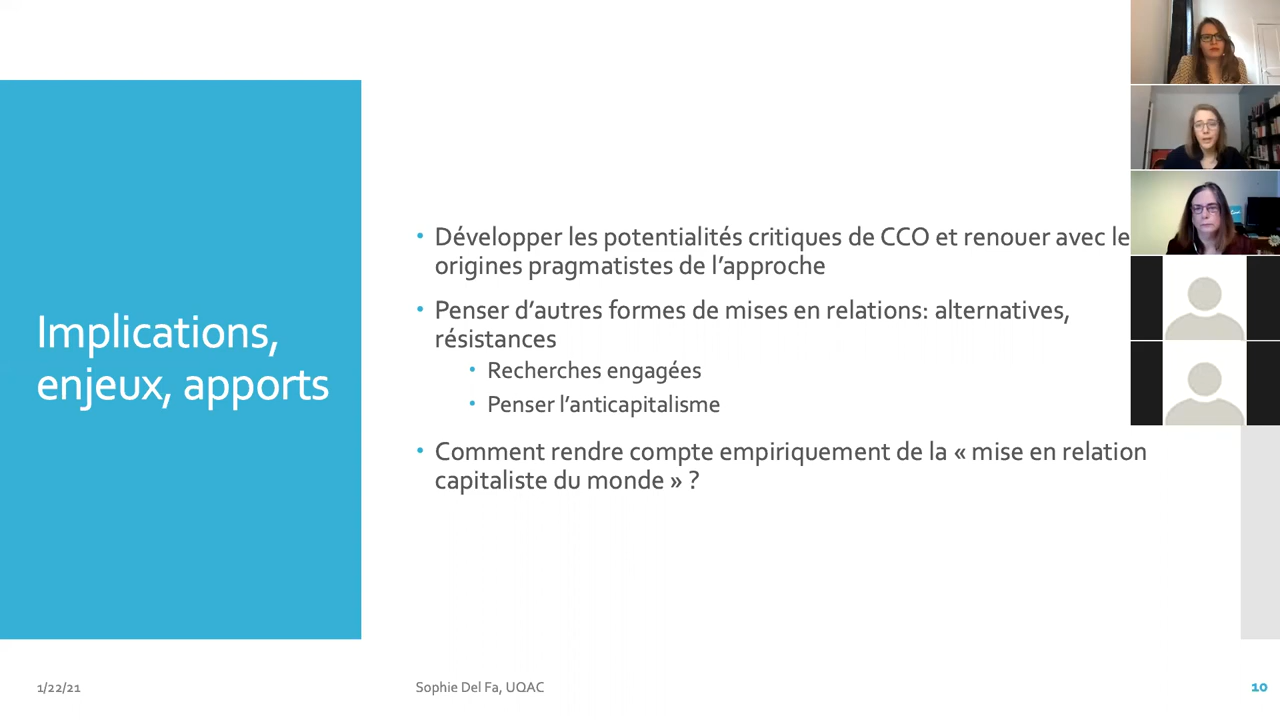 Implications,
enjeux, apports
• Développer les potentialités critiques de CCO et renouer avec le
origines pragmatistes de l’approche
• Penser d’autres formes de mises en relations: alternatives,
résistances
• Recherches engagées
• Penser l’anticapitalisme
• Comment rendre compte empiriquement de la « mise en relation
capitaliste du monde » ?
1/22/21
Sophie Del Fa, UQAC
10